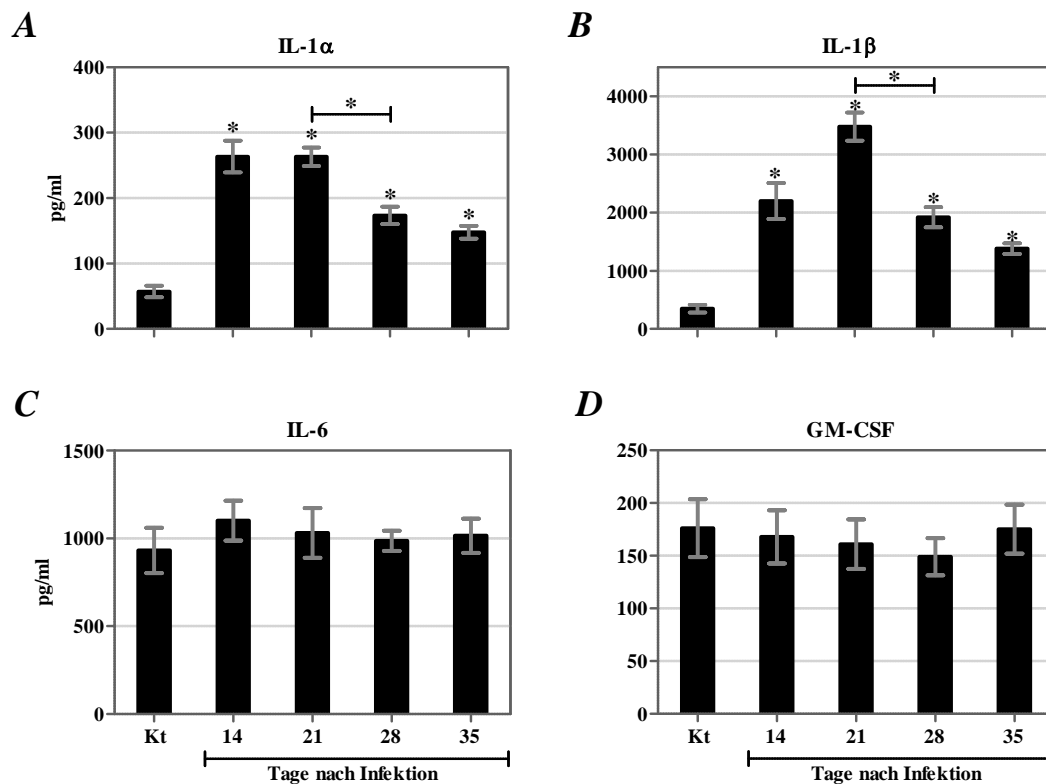 A
IL-1α
400
300
200
100
0
pg/ml
*
*
*
*
*
B
IL-1β
4000
3000
2000
1000
0
*
*
*
*
*
C
IL-6
1500
1000
500
0
pg/ml
Kt 14 21 28 35
Tage nach Infektion
D
GM-CSF
250
200
150
100
50
0
Kt 14 21 28 35
Tage nach Infektion